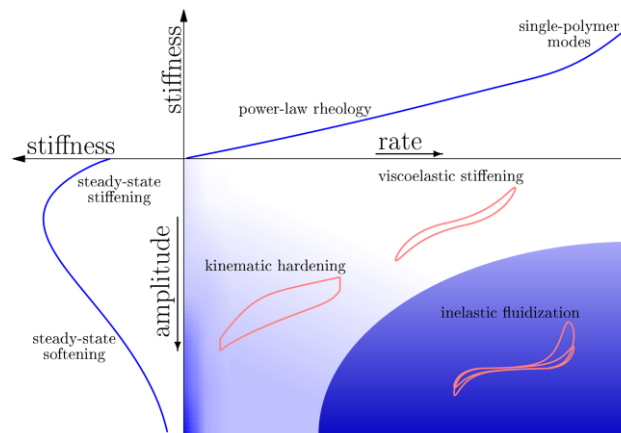 stiffness
single-polymer
modes
power-law rheology
stiffness
rate
steady-state
stiffening
viscoelastic stiffening
amplitude
kinematic hardening
inelastic fluidization
steady-state
softening